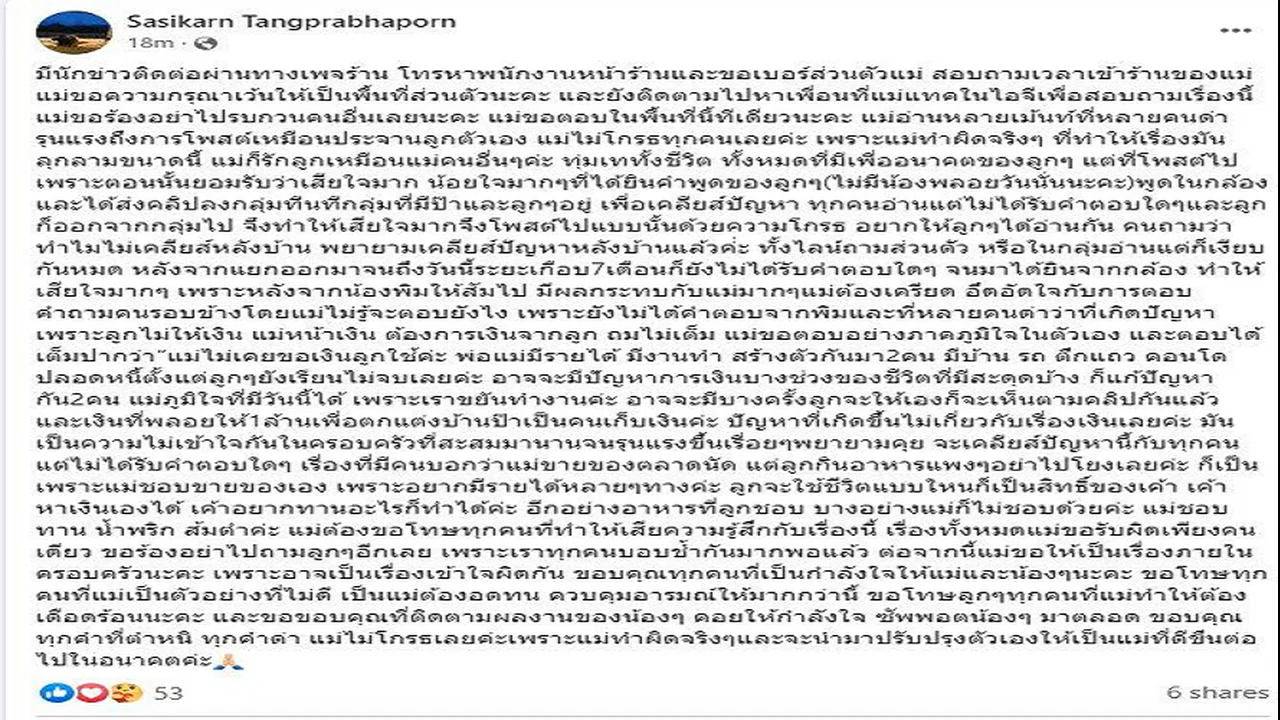 Sasikarn Tangprabhaporn
18m ·
มีนักข่าวติดต่อผ่านทางเพจร้าน โทรหาพนักงานหน้าร้านและขอเบอร์ส่วนตัวแม่ สอบถามเวลาเข้าร้านของแม่
แม่ขอความกรุณาเว้นให้เป็นพื้นที่ส่วนตัวนะคะ และยังติดตามไปหาเพื่อนที่แม่แทคในไอจีเพื่อสอบถามเรื่องนี้
แม่ขอร้องอย่าไปรบกวนคนอื่นเลยนะคะ แม่ขอตอบในพื้นที่นี้ที่เดียวนะคะ แม่อ่านหลายเม้นท์ที่หลายคนด่า
รุนแรงถึงการโพสต์เหมือนประจานลูกตัวเอง แม่ไม่โกรธทุกคนเลยค่ะ เพราะแม่ทำผิดจริงๆ ที่ทำให้เรื่องมัน
ลุกลามขนาดนี้ แม่ก็รักลูกเหมือนแม่คนอื่นๆค่ะ ทุ่มเททั้งชีวิต ทั้งหมดที่มีเพื่ออนาคตของลูกๆ แต่ที่โพสต์ไป
เพราะตอนนั้นยอมรับว่าเสียใจมาก น้อยใจมากๆที่ได้ยินคำพูดของลูกๆ(ไม่มีน้องพลอยวันนั่นนะคะ)พูดในกล้อง
และได้ส่งคลิปลงกลุ่มทันทีกลุ่มที่มีป๊าและลูกๆอยู่ เพื่อเคลียส์ปัญหา ทุกคนอ่านแต่ไม่ได้รับคำตอบใดๆและลูก
ก็ออกจากกลุ่มไป จึงทำให้เสียใจมากจึงโพสต์ไปแบบนั้นด้วยความโกรธ อยากให้ลูกๆได้อ่านกัน คนถามว่า
ทำไมไม่เคลียส์หลังบ้าน พยายามเคลียส์ปัญหาหลังบ้านแล้วค่ะ ทั้งไลน์ถามส่วนตัว หรือในกลุ่มอ่านแต่ก็เงียบ
กันหมด หลังจากแยกออกมาจนถึงวันนี้ระยะเกือบ7เดือนก็ยังไม่ได้รับคำตอบใดๆ จนมาได้ยินจากกล้อง ทำให้
เสียใจมากๆ เพราะหลังจากน้องพิมให้ส้มไป มีผลกระทบกับแม่มากๆแม่ต้องเครียด อึดอัดใจกับการตอบ
คำถามคนรอบข้างโดยแม่ไม่รู้จะตอบยังไง เพราะยังไม่ได้คำตอบจากพิมและที่หลายคนด่าว่าที่เกิดปัญหา
เพราะลูกไม่ให้เงิน แม่หน้าเงิน ต้องการเงินจากลูก ถมไม่เต็ม แม่ขอตอบอย่างภาคภูมิใจในตัวเอง และตอบได้
เต็มปากว่า"แม่ไม่เคยขอเงินลูกใช้ค่ะ พ่อแม่มีรายได้ มีงานทำ สร้างตัวกันมา2คน มีบ้าน รถ ตึกแถว คอนโด
ปลอดหนี้ตั้งแต่ลูกๆยังเรียนไม่จบเลยค่ะ อาจจะมีปัญหาการเงินบางช่วงของชีวิตที่มีสะดุดบ้าง ก็แก้ปัญหา
กัน2คน แม่ภูมิใจที่มีวันนี้ได้ เพราะเราขยันทำงานค่ะ อาจจะมีบางครั้งลูกจะให้เองก็จะเห็นตามคลิปกันแล้ว
และเงินที่พลอยให้1ล้านเพื่อตกแต่งบ้านป๊าเป็นคนเก็บเงินค่ะ ปัญหาที่เกิดขึ้นไม่เกี่ยวกับเรื่องเงินเลยค่ะ มัน
เป็นความไม่เข้าใจกันในครอบครัวที่สะสมมานานจนรุนแรงขึ้นเรื่อยๆพยายามคุย จะเคลียส์ปัญหานี้กับทุกคน
แต่ไม่ได้รับคำตอบใดๆ เรื่องที่มีคนบอกว่าแม่ขายของตลาดนัด แต่ลูกกินอาหารแพงๆอย่าไปโยงเลยค่ะ ก็เป็น
เพราะแม่ชอบขายของเอง เพราะอยากมีรายได้หลายๆทางค่ะ ลูกจะใช้ชีวิตแบบไหนก็เป็นสิทธิ์ของเค้า เค้า
หาเงินเองได้ เค้าอยากทานอะไรก็ทำได้ค่ะ อีกอย่างอาหารที่ลูกชอบ บางอย่างแม่ก็ไม่ชอบด้วยค่ะ แม่ชอบ
ทาน น้ำพริก ส้มตำค่ะ แม่ต้องขอโทษทุกคนที่ทำให้เสียความรู้สึกกับเรื่องนี้ เรื่องทั้งหมดแม่ขอรับผิดเพียงคน
เดียว ขอร้องอย่าไปถามลูกๆอีกเลย เพราะเราทุกคนบอบช้ำกันมากพอแล้ว ต่อจากนี้แม่ขอให้เป็นเรื่องภายใน
ครอบครัวนะคะ เพราะอาจเป็นเรื่องเข้าใจผิดกัน ขอบคุณทุกคนที่เป็นกำลังใจให้แม่และน้องๆนะคะ ขอโทษทุก
คนที่แม่เป็นตัวอย่างที่ไม่ดี เป็นแม่ต้องอดทน ควบคุมอารมณ์ให้มากกว่านี้ ขอโทษลูกๆทุกคนที่แม่ทำให้ต้อง
เดือดร้อนนะคะ และขอขอบคุณที่ติดตามผลงานของน้องๆ คอยให้กำลังใจ ซัพพอตน้องๆ มาตลอด ขอบคุณ
ทุกคำที่ตำหนิ ทุกคำด่า แม่ไม่โกรธเลยค่ะเพราะแม่ทำผิดจริงๆและจะนำมาปรับปรุงตัวเองให้เป็นแม่ที่ดีขึ้นต่อ
ไปในอนาคตค่ะ🙏🏻
53
6 shares